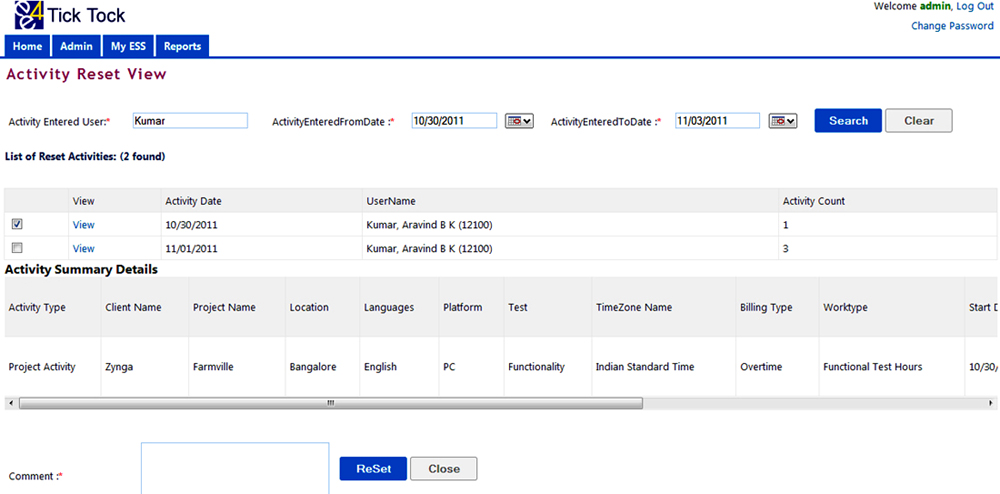 Tick Tock
Welcome admin, Log Out
Change Password
Home Admin My ESS Reports
Activity Reset View
Activity Entered User:* Kumar ActivityEnteredFromDate :* 10/30/2011 ActivityEnteredToDate :* 11/03/2011 Search Clear
List of Reset Activities: (2 found)
View Activity Date UserName Activity Count
View 10/30/2011 Kumar, Aravind B K (12100) 1
View 11/01/2011 Kumar, Aravind B K (12100) 3
Activity Summary Details
Activity Type Client Name Project Name Location Languages Platform Test TimeZone Name Billing Type Worktype Start D
Project Activity Zynga Farmville Bangalore English PC Functionality Indian Standard Time Overtime Functional Test Hours 10/30/
Comment :* ReSet Close